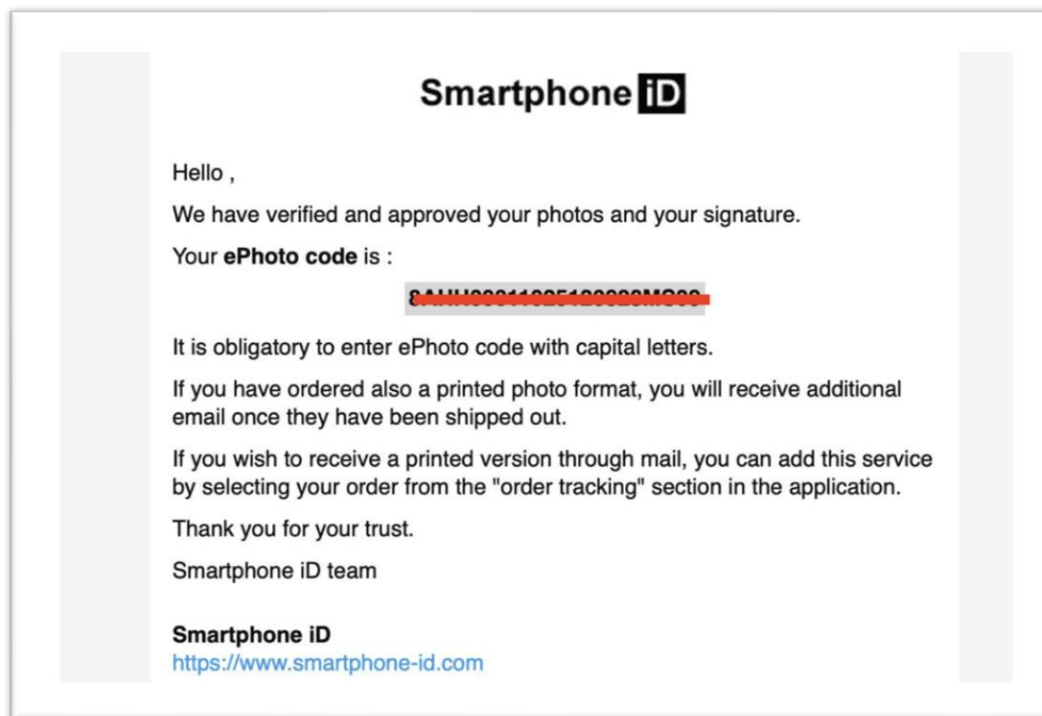 Smartphone iD
Hello ,
We have verified and approved your photos and your signature.
Your ePhoto code is :
It is obligatory to enter ePhoto code with capital letters.
If you have ordered also a printed photo format, you will receive additional
email once they have been shipped out.
If you wish to receive a printed version through mail, you can add this service
by selecting your order from the "order tracking" section in the application.
Thank you for your trust.
Smartphone iD team
Smartphone iD
https://www.smartphone-id.com